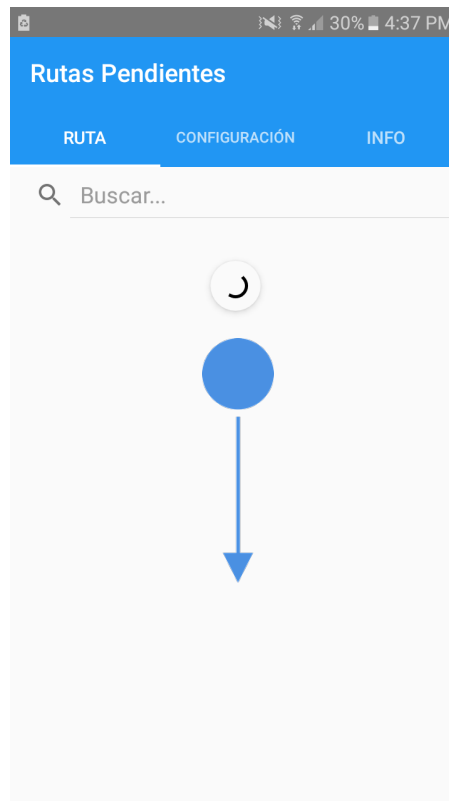 30% 4:37 PM
Rutas Pendientes
RUTA CONFIGURACIÓN INFO
Buscar...